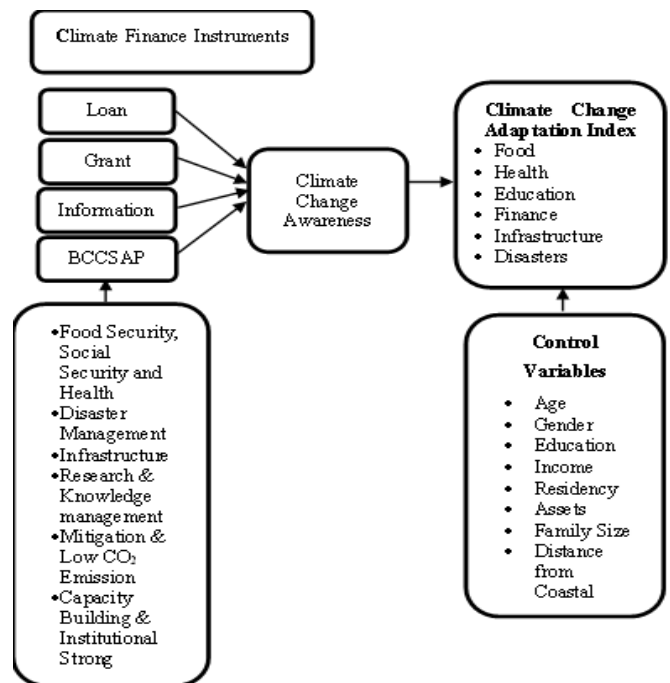 Climate Finance Instruments
Loan
Grant
Information
BCCSAP
•Food Security,
Social
Security and
Health
•Disaster
Management
•Infrastructure
•Research &
Knowledge
management
•Mitigation &
Low CO₂
Emission
•Capacity
Building &
Institutional
Strong
Climate
Change
Awareness
Climate Change
Adaptation Index
• Food
• Health
• Education
• Finance
• Infrastructure
• Disasters
Control
Variables
• Age
• Gender
• Education
• Income
• Residency
• Assets
• Family Size
• Distance
from
Coastal